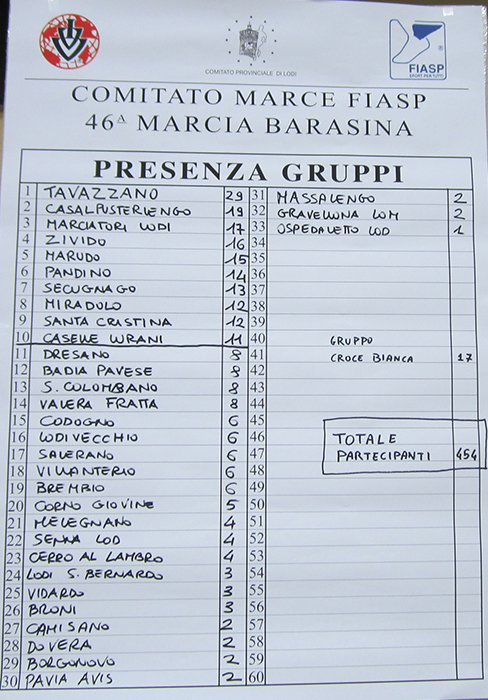 IVV
COMITATO PROVINCIALE DI LODI
FIASP
SPORT PER TUTTI
COMITATO MARCE FIASP
46ª MARCIA BARASINA
PRESENZA GRUPPI
1 TAVAZZANO 29
2 CASALPUSTERLENGO 19
3 MARCIATORI LODI 17
4 ZIVIDO 16
5 MARUDO 15
6 PANDINO 14
7 SECUGNAGO 13
8 MIRADOLO 12
9 SANTA CRISTINA 12
10 CASELLE LURANI 11
11 DRESANO 8
12 BADIA PAVESE 8
13 S. COLOMBANO 8
14 VALERA FRATTA 8
15 CODOGNO 6
16 LODIVECCHIO 6
17 SALERANO 6
18 VILLANTERIO 6
19 BREMBIO 6
20 CORNO GIOVINE 5
21 MELEGNANO 4
22 SENNA LOD 4
23 CERRO AL LAMBRO 4
24 LODI S. BERNARDO 3
25 VIDARDO 3
26 BRONI 3
27 CAMISANO 2
28 DOVERA 2
29 BORGONOVO 2
30 PAVIA AVIS 2
31 MASSALENGO 2
32 GRAVELLONA LOM 2
33 OSPEDALETTO LOD 1
34
35
36
37
38
39
40 GRUPPO
41 CROCE BIANCA 17
42
43
44
45
46 TOTALE
47 PARTECIPANTI 454
48
49
50
51
52
53
54
55
56
57
58
59
60